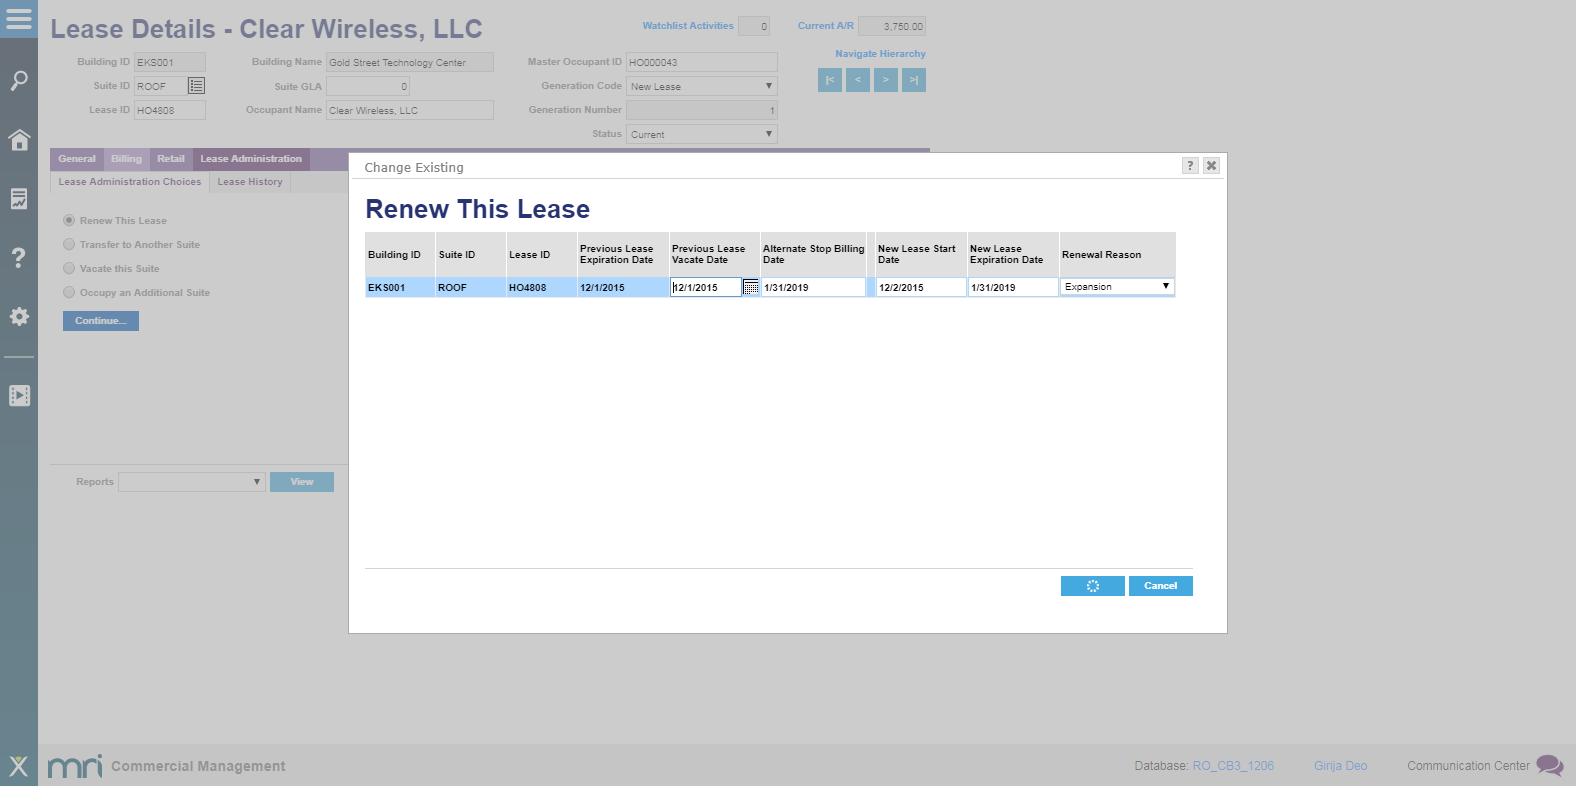 Lease Details - Clear Wireless, LLC
Watchlist Activities 0 Current A/R 3,750.00
Navigate Hierarchy
|< < > >|
Building ID EKS001 Building Name Gold Street Technology Center Master Occupant ID HO000043
Suite ID ROOF Suite GLA 0 Generation Code New Lease
Lease ID HO4808 Occupant Name Clear Wireless, LLC Generation Number 1
Status Current
General Billing Retail Lease Administration
Lease Administration Choices Lease History
Renew This Lease
Transfer to Another Suite
Vacate this Suite
Occupy an Additional Suite
Continue...
Reports View
Change Existing ?
Renew This Lease
Building ID Suite ID Lease ID Previous Lease Expiration Date Previous Lease Vacate Date Alternate Stop Billing Date New Lease Start Date New Lease Expiration Date Renewal Reason
EKS001 ROOF HO4808 12/1/2015 12/1/2015 1/31/2019 12/2/2015 1/31/2019 Expansion
Cancel
mri Commercial Management Database: RO_CB3_1206 Girija Deo Communication Center